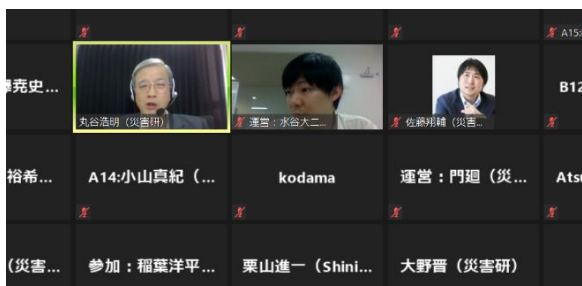 A15:
丸谷浩明（災害研）
運営：水谷大二...
佐藤翔輔（災害...
堯史...
B12
裕希...
A14:小山真紀（...
kodama
運営：門廻（災...
Atsu
（災害...
参加：稲葉洋平...
栗山進一（Shini...
大野晋（災害研）